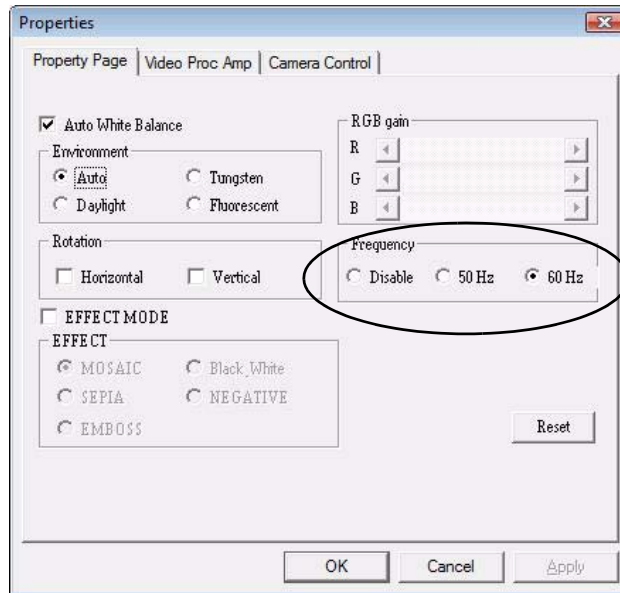 Properties
Property Page Video Proc Amp Camera Control
Auto White Balance
Environment
Auto Tungsten
Daylight Fluorescent
RGB gain
R
G
B
Rotation
Horizontal Vertical
Frequency
Disable 50 Hz 60 Hz
EFFECT MODE
EFFECT
MOSAIC Black_White
SEPIA NEGATIVE
EMBOSS
Reset
OK Cancel Apply